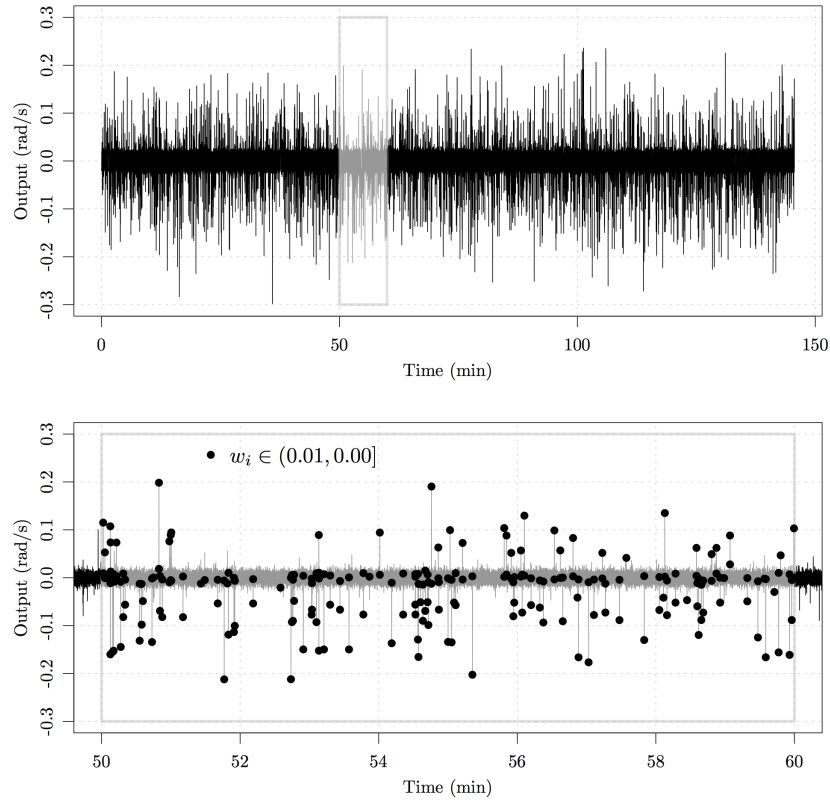 0.3
0.2
0.1
0.0
-0.1
-0.2
-0.3
Output (rad/s)
0 50 100 150
Time (min)
0.3
0.2
0.1
0.0
-0.1
-0.2
-0.3
Output (rad/s)
w_i ∈ (0.01, 0.00]
50 52 54 56 58 60
Time (min)